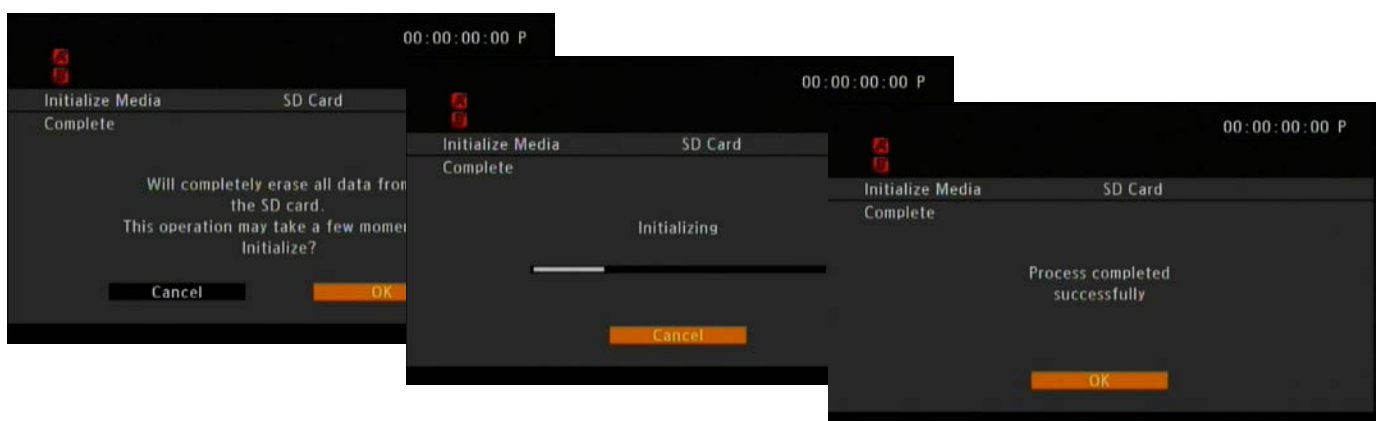 00:00:00:00 P
A
B
Initialize Media SD Card
Complete
Will completely erase all data from
the SD card.
This operation may take a few
Initialize?
Cancel OK
00:00:00:00 P
A
B
Initialize Media SD Card
Complete
Initializing
Cancel
00:00:00:00 P
A
B
Initialize Media SD Card
Complete
Process completed
successfully
OK